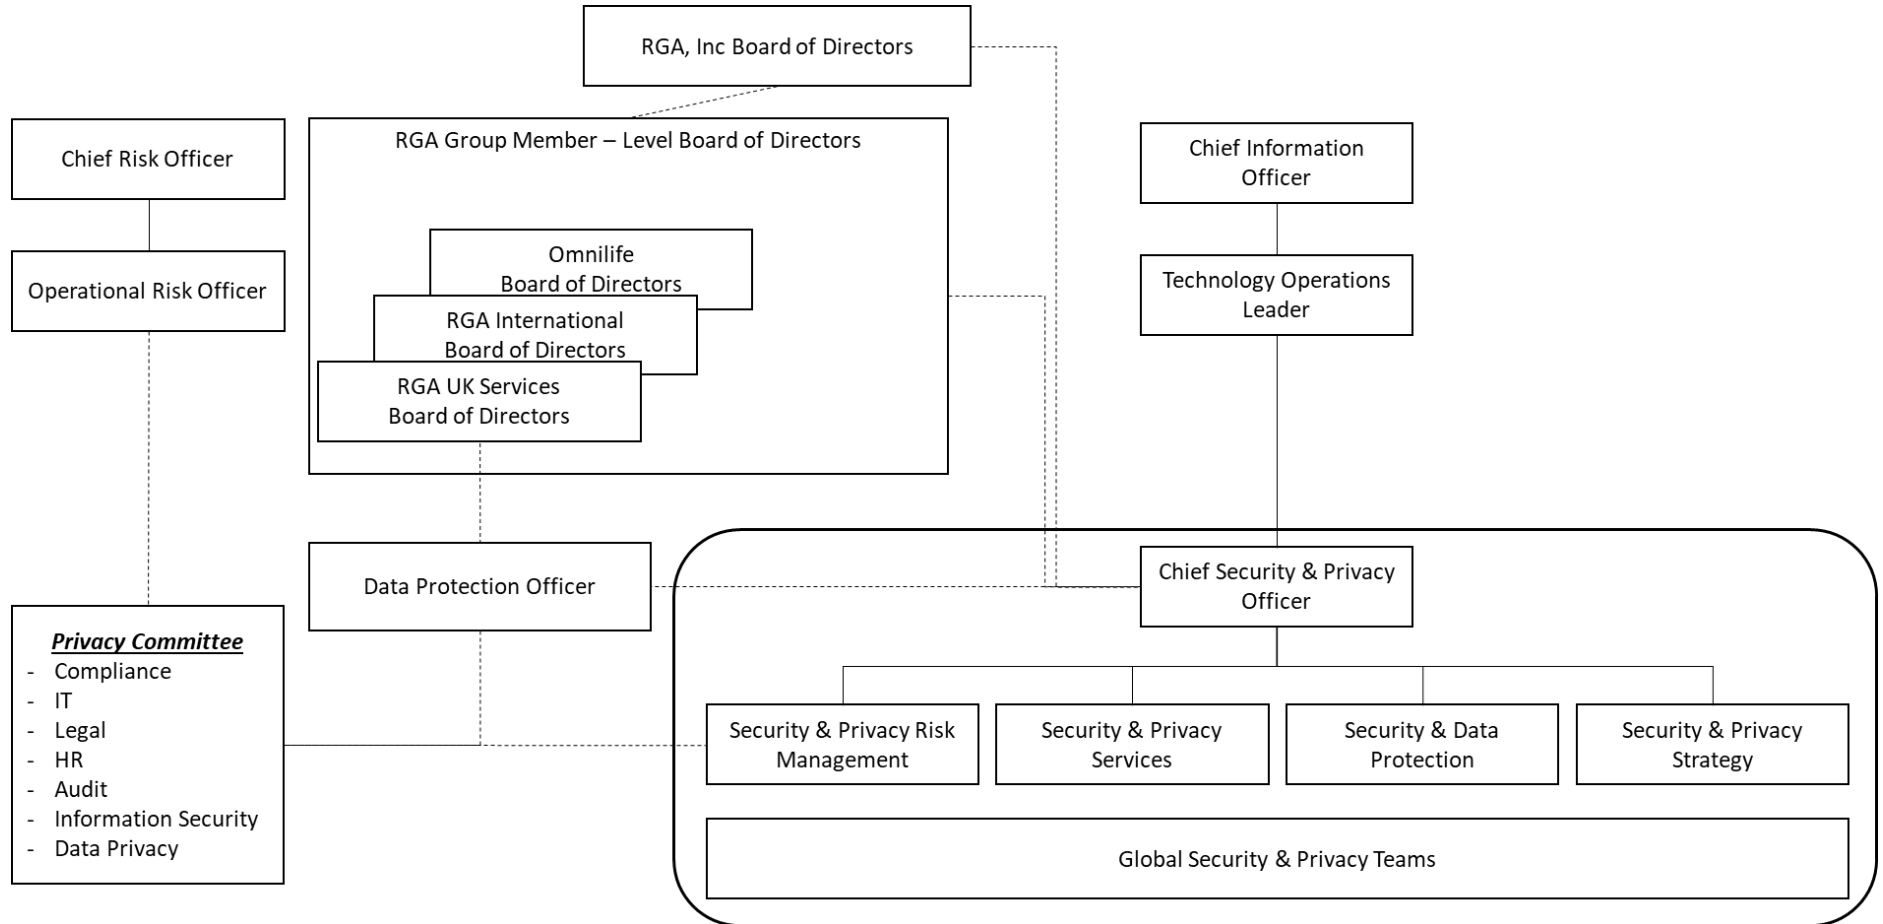 RGA, Inc Board of Directors
RGA Group Member – Level Board of Directors
Chief Risk Officer
Chief Information
Officer
Operational Risk Officer
Omnilife
Board of Directors
RGA International
Board of Directors
RGA UK Services
Board of Directors
Technology Operations
Leader
Data Protection Officer
Chief Security & Privacy
Officer
Privacy Committee
- Compliance
- IT
- Legal
- HR
- Audit
- Information Security
- Data Privacy
Security & Privacy Risk
Management
Security & Privacy
Services
Security & Data
Protection
Security & Privacy
Strategy
Global Security & Privacy Teams